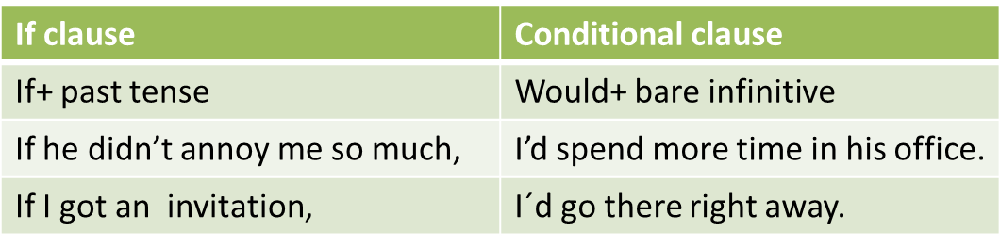 If clause Conditional clause
If+ past tense Would+ bare infinitive
If he didn’t annoy me so much, I’d spend more time in his office.
If I got an  invitation, I´d go there right away.